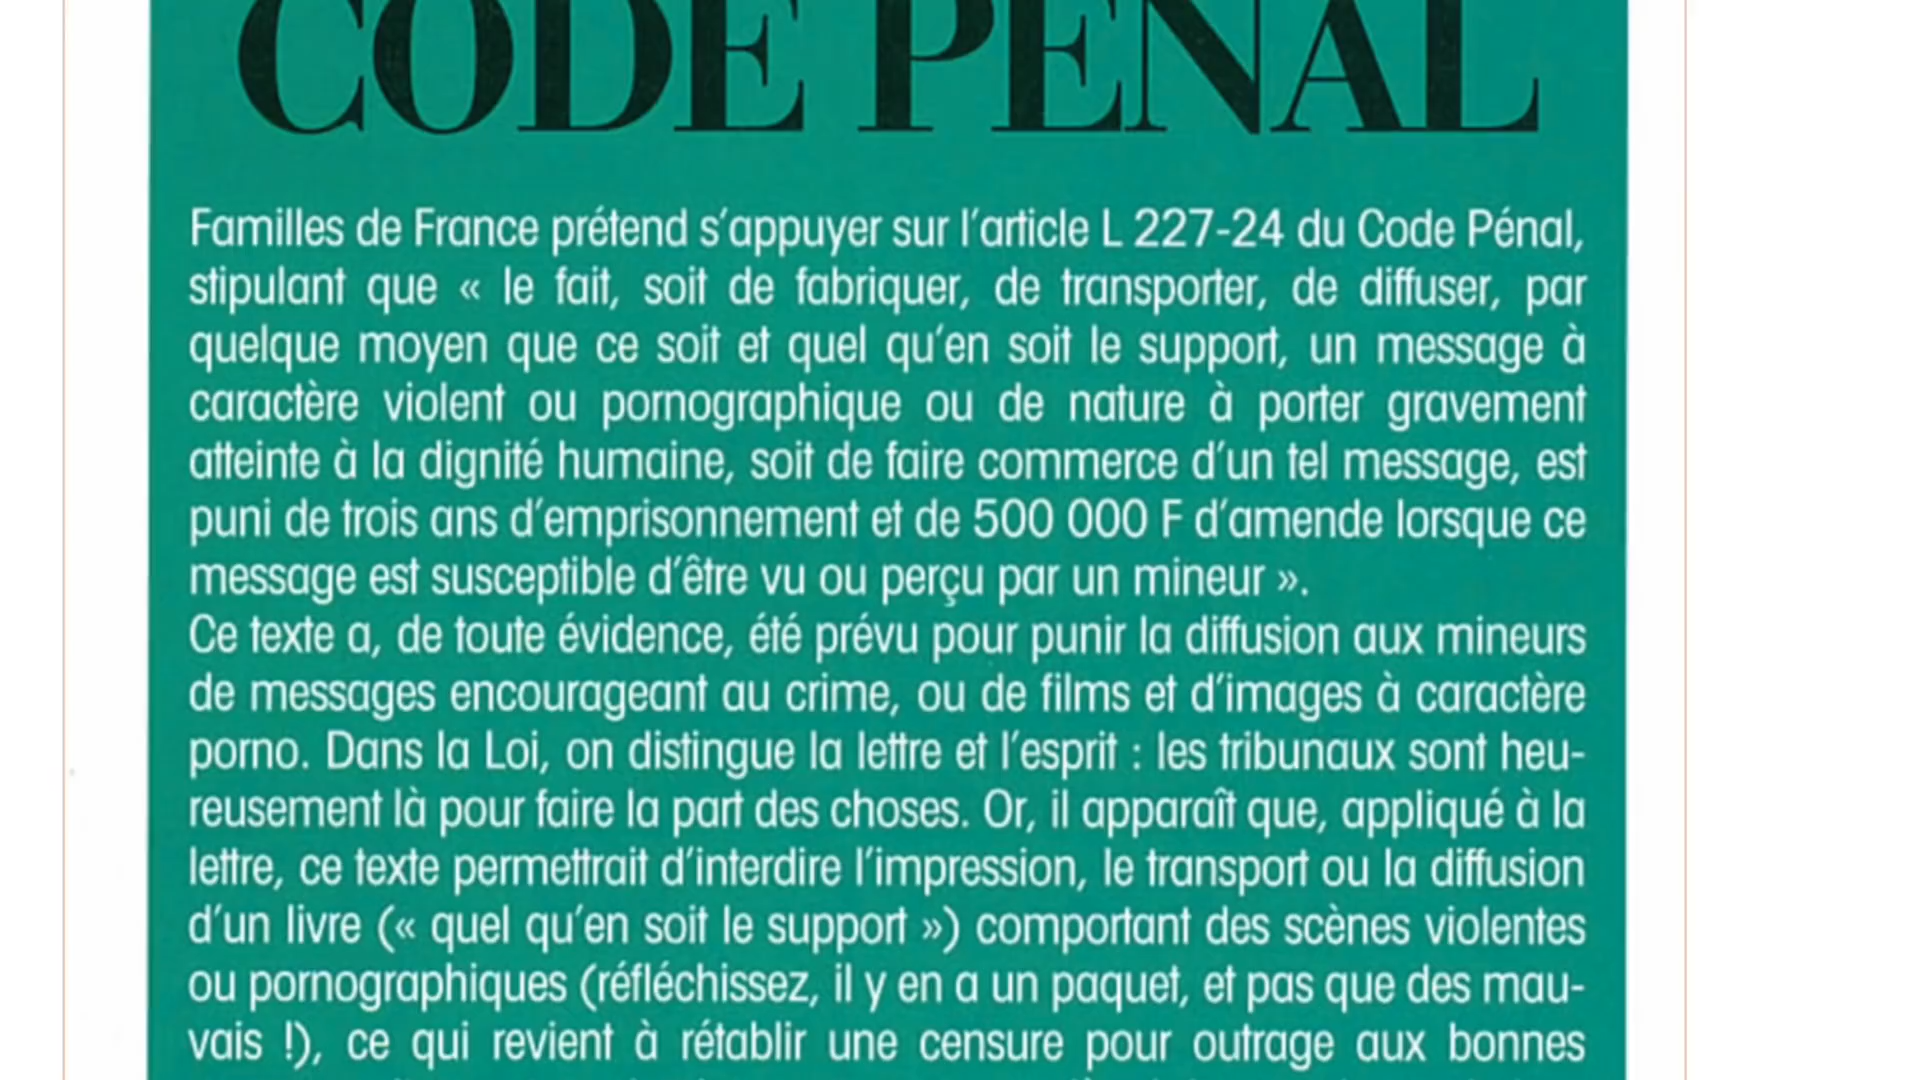 CODE PÉNAL
Familles de France prétend s'appuyer sur l'article L 227-24 du Code Pénal,
stipulant que « le fait, soit de fabriquer, de transporter, de diffuser, par
quelque moyen que ce soit et quel qu'en soit le support, un message à
caractère violent ou pornographique ou de nature à porter gravement
atteinte à la dignité humaine, soit de faire commerce d'un tel message, est
puni de trois ans d'emprisonnement et de 500 000 F d'amende lorsque ce
message est susceptible d'être vu ou perçu par un mineur ».
Ce texte a, de toute évidence, été prévu pour punir la diffusion aux mineurs
de messages encourageant au crime, ou de films et d'images à caractère
porno. Dans la Loi, on distingue la lettre et l'esprit : les tribunaux sont heu-
reusement là pour faire la part des choses. Or, il apparaît que, appliqué à la
lettre, ce texte permettrait d'interdire l'impression, le transport ou la diffusion
d'un livre (« quel qu'en soit le support ») comportant des scènes violentes
ou pornographiques (réfléchissez, il y en a un paquet, et pas que des mau-
vais !), ce qui revient à rétablir une censure pour outrage aux bonnes